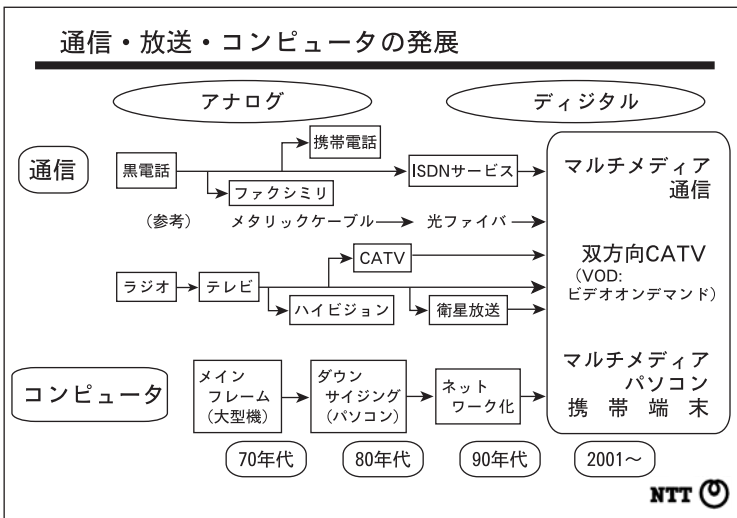 通信・放送・コンピュータの発展
アナログ
ディジタル
通信
黒電話
携帯電話
ファクシミリ
ISDNサービス
マルチメディア
通信
(参考)
メタリックケーブル
光ファイバ
ラジオ
テレビ
CATV
ハイビジョン
衛星放送
双方向CATV
(VOD:
ビデオオンデマンド)
コンピュータ
メイン
フレーム
(大型機)
ダウン
サイジング
(パソコン)
ネット
ワーク化
マルチメディア
パソコン
携帯端末
70年代
80年代
90年代
2001～
NTT